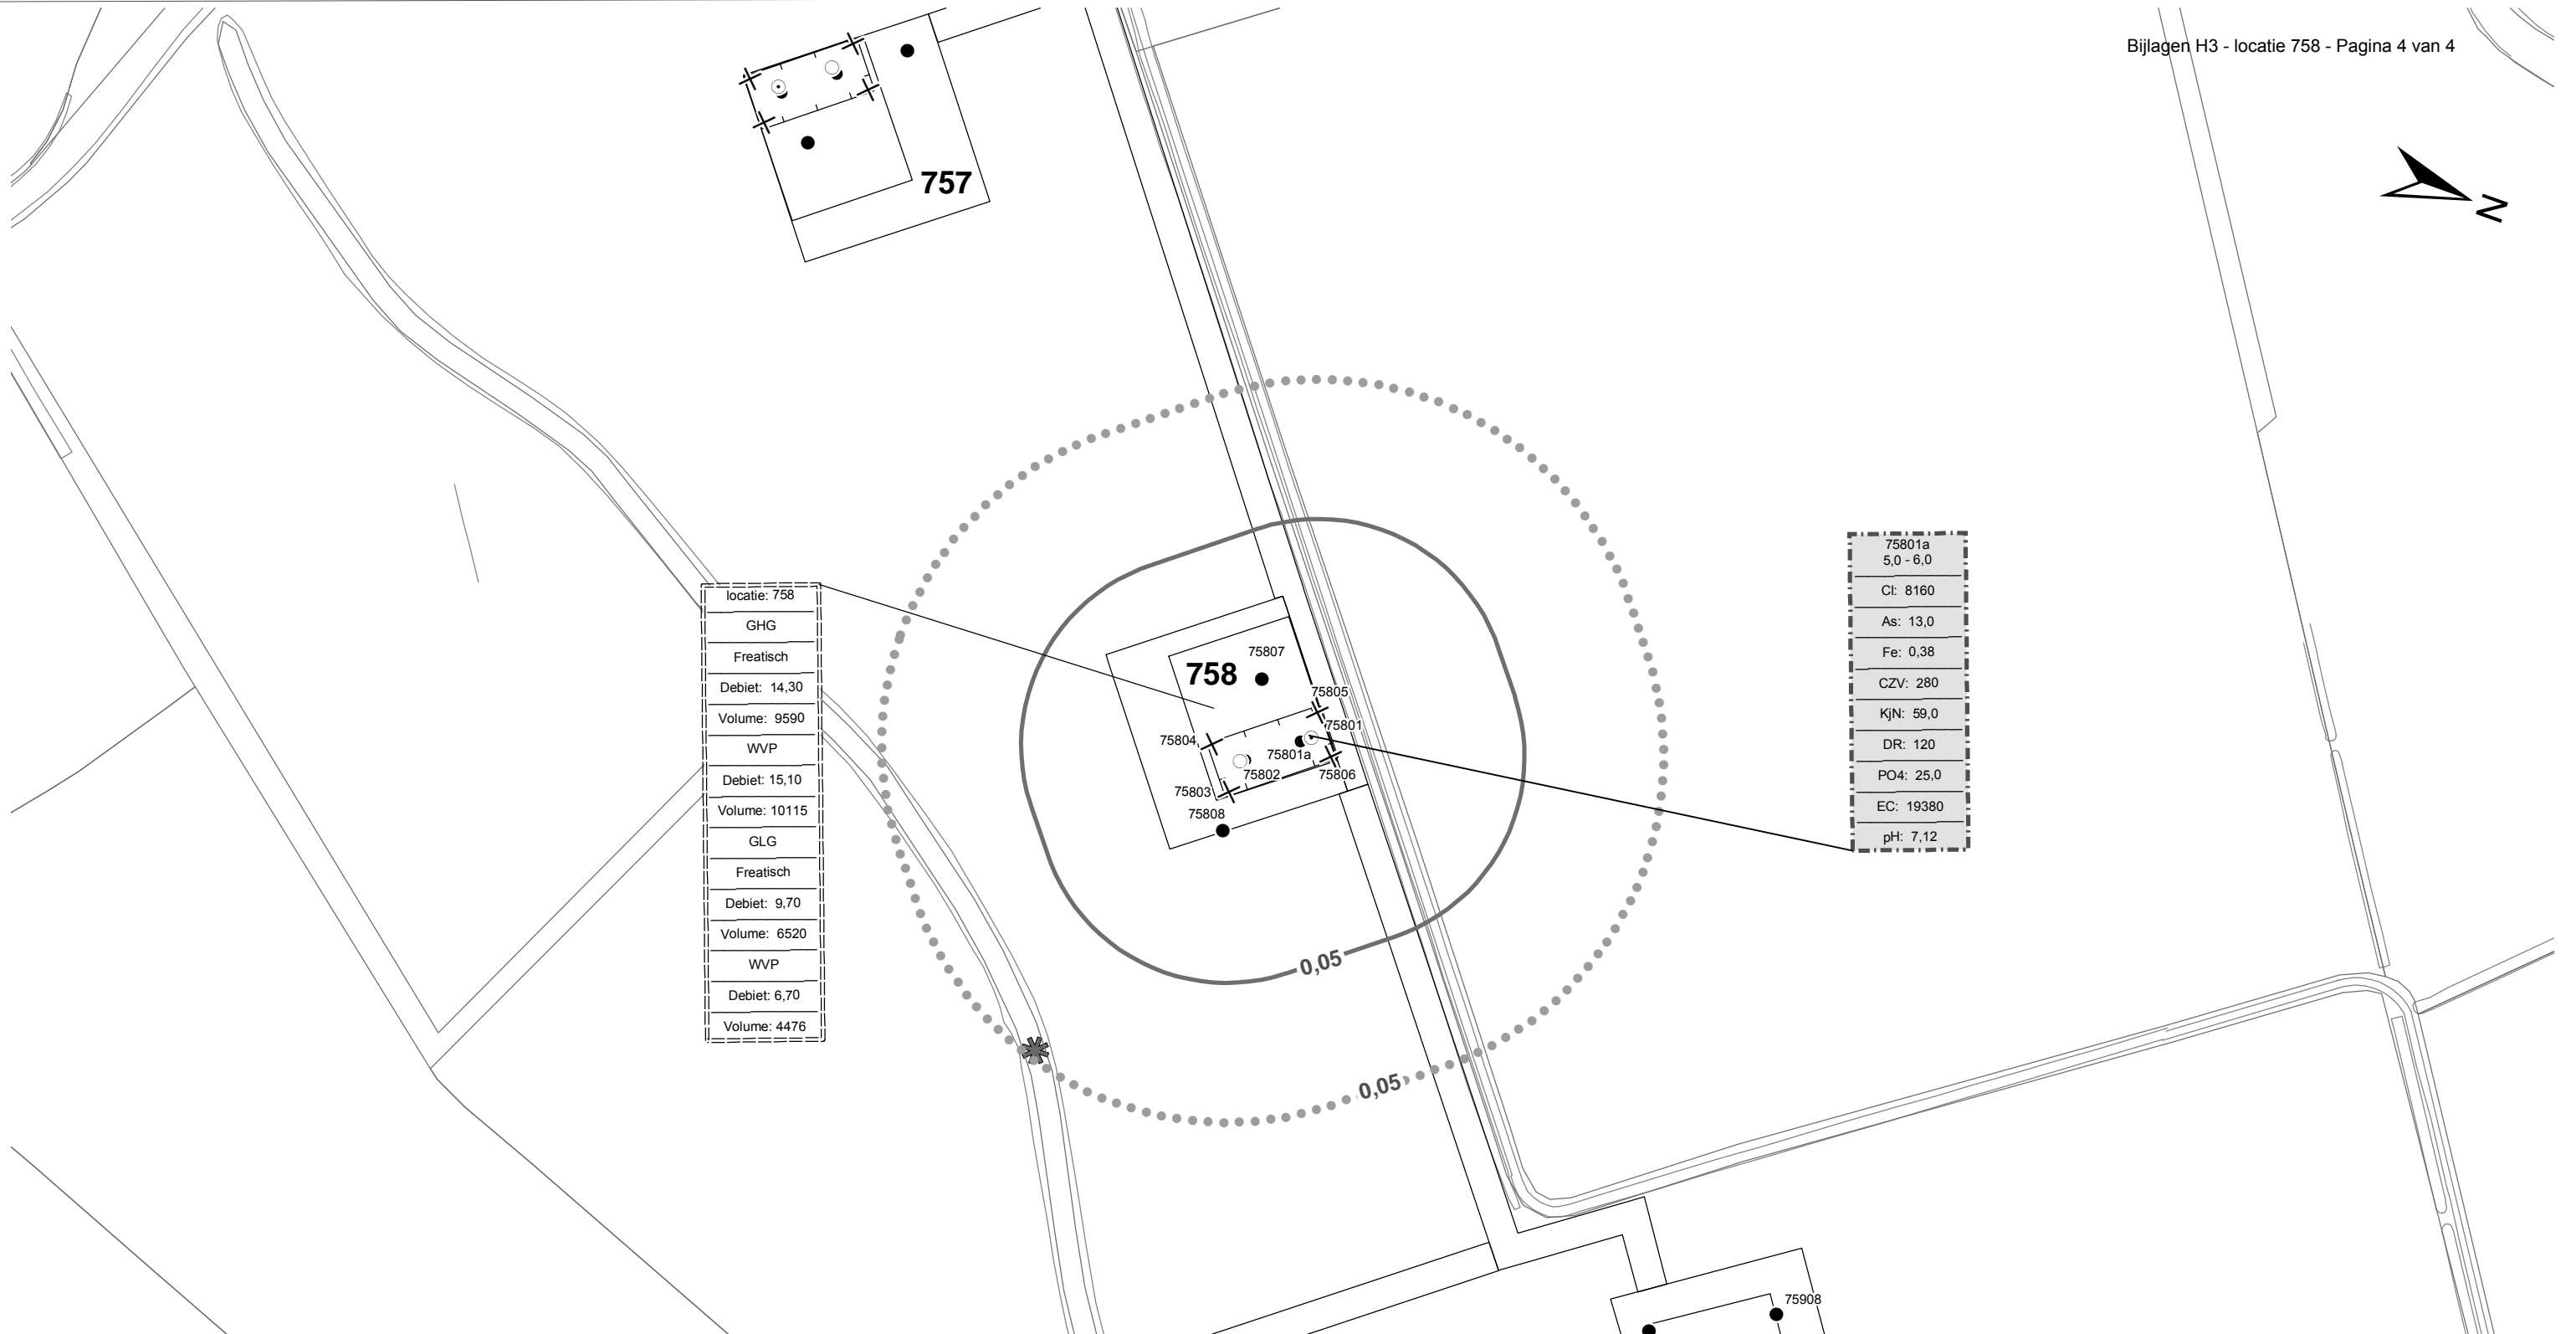 Bijlagen H3 - locatie 758 - Pagina 4 van 4
N
757
locatie: 758
GHG
Freatisch
Debiet: 14,30
Volume: 9590
WVP
Debiet: 15,10
Volume: 10115
GLG
Freatisch
Debiet: 9,70
Volume: 6520
WVP
Debiet: 6,70
Volume: 4476
758
75807
75805
75801
75804
75801a
75802
75806
75803
75808
0,05
0,05
75801a
5,0 - 6,0
Cl: 8160
As: 13,0
Fe: 0,38
CZV: 280
KjN: 59,0
DR: 120
PO4: 25,0
EC: 19380
pH: 7,12
75908